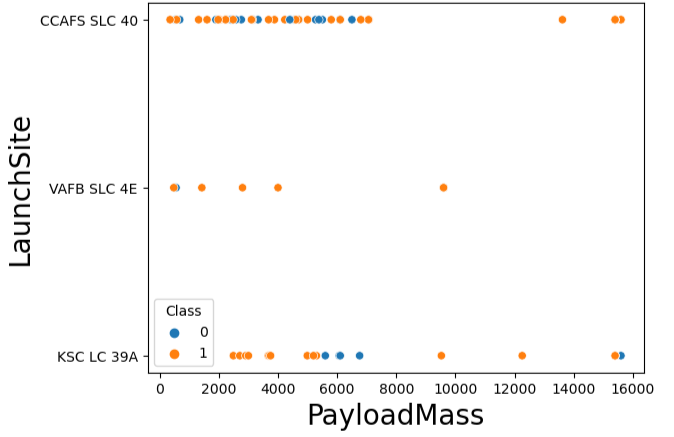 CCAFS SLC 40
VAFB SLC 4E
KSC LC 39A
LaunchSite
Class
0
1
0 2000 4000 6000 8000 10000 12000 14000 16000
PayloadMass